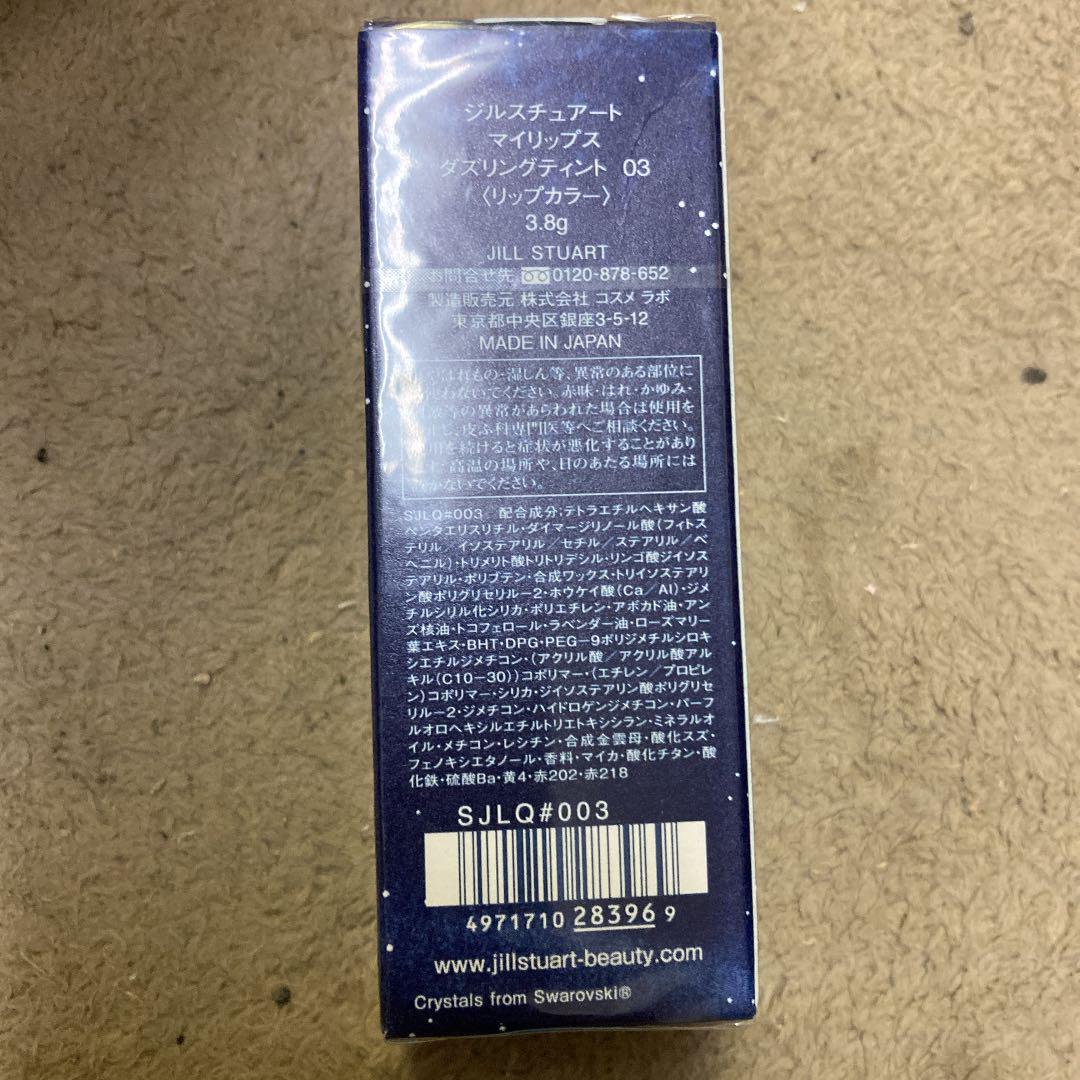 ジルスチュアート
マイリップス
ダズリングティント 03
〈リップカラー〉
3.8g
JILL STUART
お問合せ先 0120-878-652
製造販売元 株式会社 コスメ ラボ
東京都中央区銀座3-5-12
MADE IN JAPAN
はれもの・湿しん等、異常のある部位に
わないでください。赤味・はれ・かゆみ・
等の異常があらわれた場合は使用を
し、皮ふ科専門医等へご相談ください。
を続けると症状が悪化することがあり
高温の場所や、日のあたる場所には
かないでください。
SJLQ#003 配合成分;テトラエチルヘキサン酸
ペンタエリスリチル・ダイマージリノール酸(フィトス
テリル/イソステアリル/セチル/ステアリル/ベ
ヘニル)・トリメリト酸トリトリデシル・リンゴ酸ジイソス
テアリル・ポリブテン・合成ワックス・トリイソステアリ
ン酸ポリグリセリル-2・ホウケイ酸(Ca/Al)・ジメ
チルシリル化シリカ・ポリエチレン・アボカド油・アン
ズ核油・トコフェロール・ラベンダー油・ローズマリー
葉エキス・BHT・DPG・PEG-9ポリジメチルシロキ
シエチルジメチコン・(アクリル酸/アクリル酸アル
キル(C10-30))コポリマー・(エチレン/プロピレ
ン)コポリマー・シリカ・ジイソステアリン酸ポリグリセ
リル-2・ジメチコン・ハイドロゲンジメチコン・パーフ
ルオロヘキシルエチルトリエトキシシラン・ミネラルオ
イル・メチコン・レシチン・合成金雲母・酸化スズ・
フェノキシエタノール・香料・マイカ・酸化チタン・酸
化鉄・硫酸Ba・黄4・赤202・赤218
SJLQ#003
4971710 283969
www.jillstuart-beauty.com
Crystals from Swarovski®